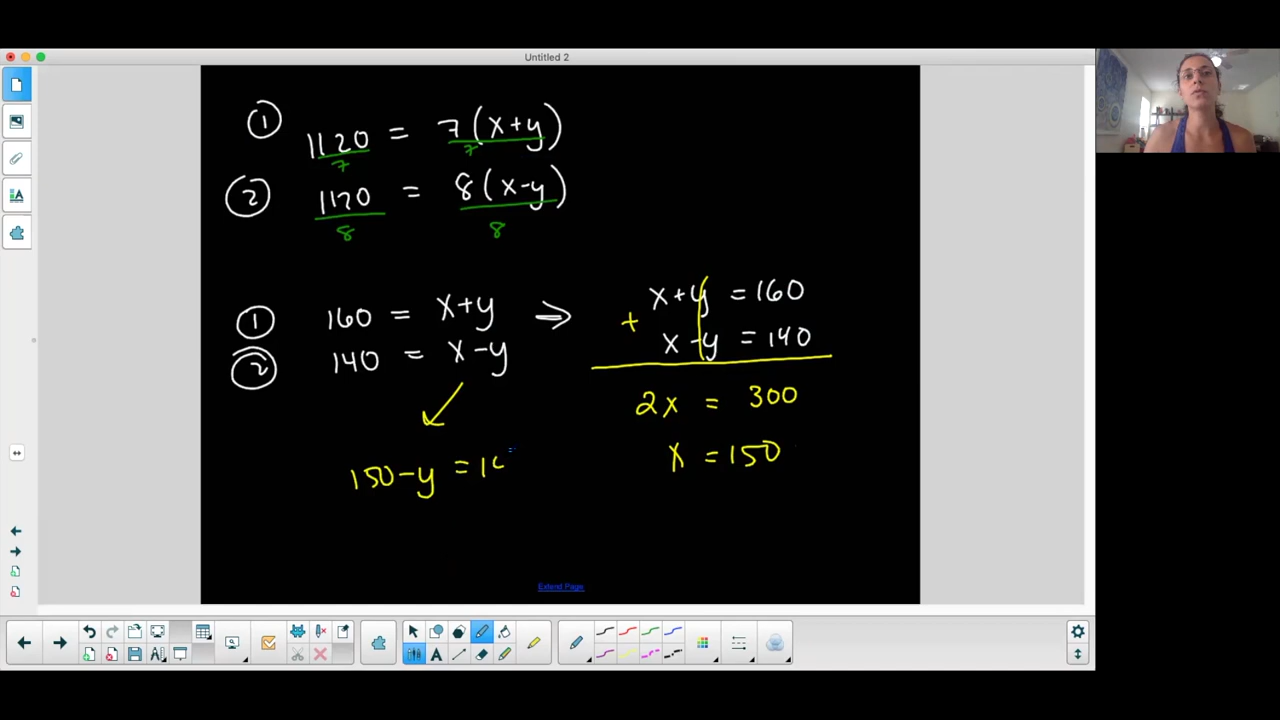 Untitled 2
① 1120 = 7(x+y)
7 7
② 1120 = 8(x-y)
8 8
① 160 = x+y ⇒
② 140 = x-y
x+y = 160
+ x-y = 140
2x = 300
x = 150
150-y = 14
Extend Page